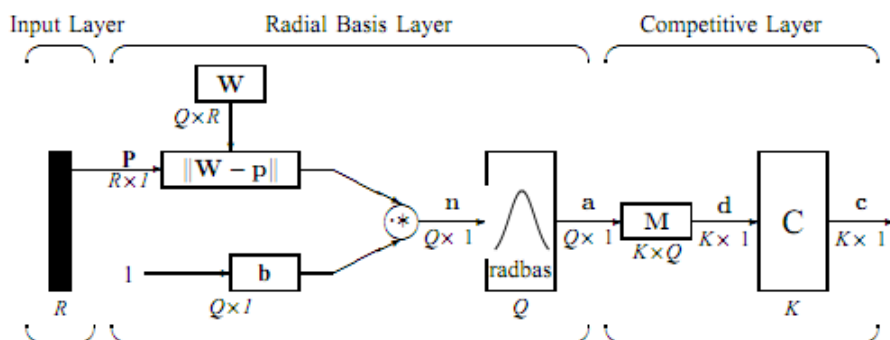 Input Layer Radial Basis Layer Competitive Layer
W
Q×R
P ‖W − p‖ n a d c
R×1 Q× 1 Q× 1 M K× 1 C K× 1
·*
K×Q
1 b radbas
R Q×1 Q K